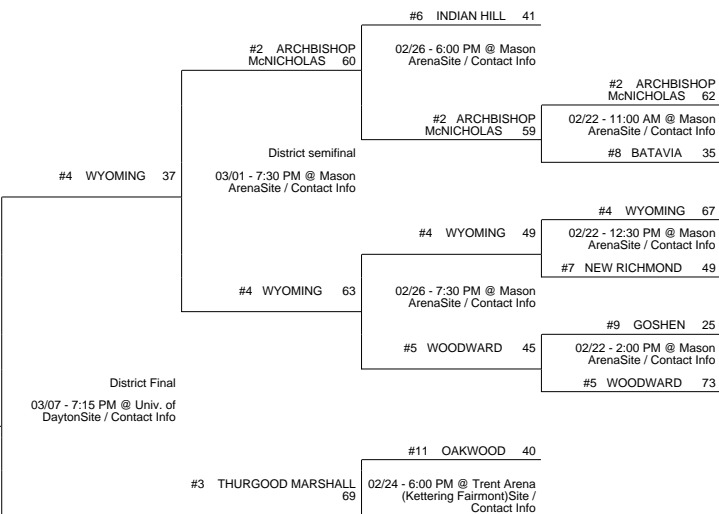 #6 INDIAN HILL 41
#2 ARCHBISHOP
McNICHOLAS 60
02/26 - 6:00 PM @ Mason
ArenaSite / Contact Info
#2 ARCHBISHOP
McNICHOLAS 62
#2 ARCHBISHOP
McNICHOLAS 59
02/22 - 11:00 AM @ Mason
ArenaSite / Contact Info
#8 BATAVIA 35
District semifinal
#4 WYOMING 37
03/01 - 7:30 PM @ Mason
ArenaSite / Contact Info
#4 WYOMING 67
#4 WYOMING 49
02/22 - 12:30 PM @ Mason
ArenaSite / Contact Info
#7 NEW RICHMOND 49
#4 WYOMING 63
02/26 - 7:30 PM @ Mason
ArenaSite / Contact Info
#9 GOSHEN 25
#5 WOODWARD 45
02/22 - 2:00 PM @ Mason
ArenaSite / Contact Info
#5 WOODWARD 73
District Final
03/07 - 7:15 PM @ Univ. of
DaytonSite / Contact Info
#11 OAKWOOD 40
#3 THURGOOD MARSHALL
69
02/24 - 6:00 PM @ Trent Arena
(Kettering Fairmont)Site /
Contact Info